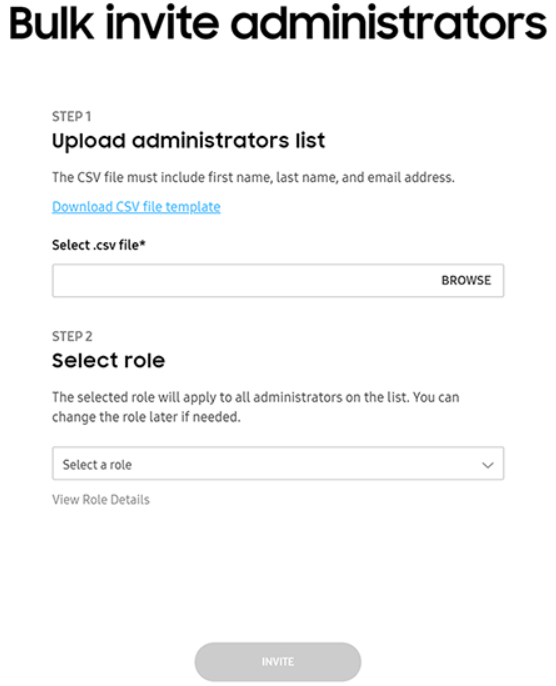 Bulk invite administrators
STEP 1
Upload administrators list
The CSV file must include first name, last name, and email address.
Download CSV file template
Select .csv file*
BROWSE
STEP 2
Select role
The selected role will apply to all administrators on the list. You can
change the role later if needed.
Select a role
View Role Details
INVITE